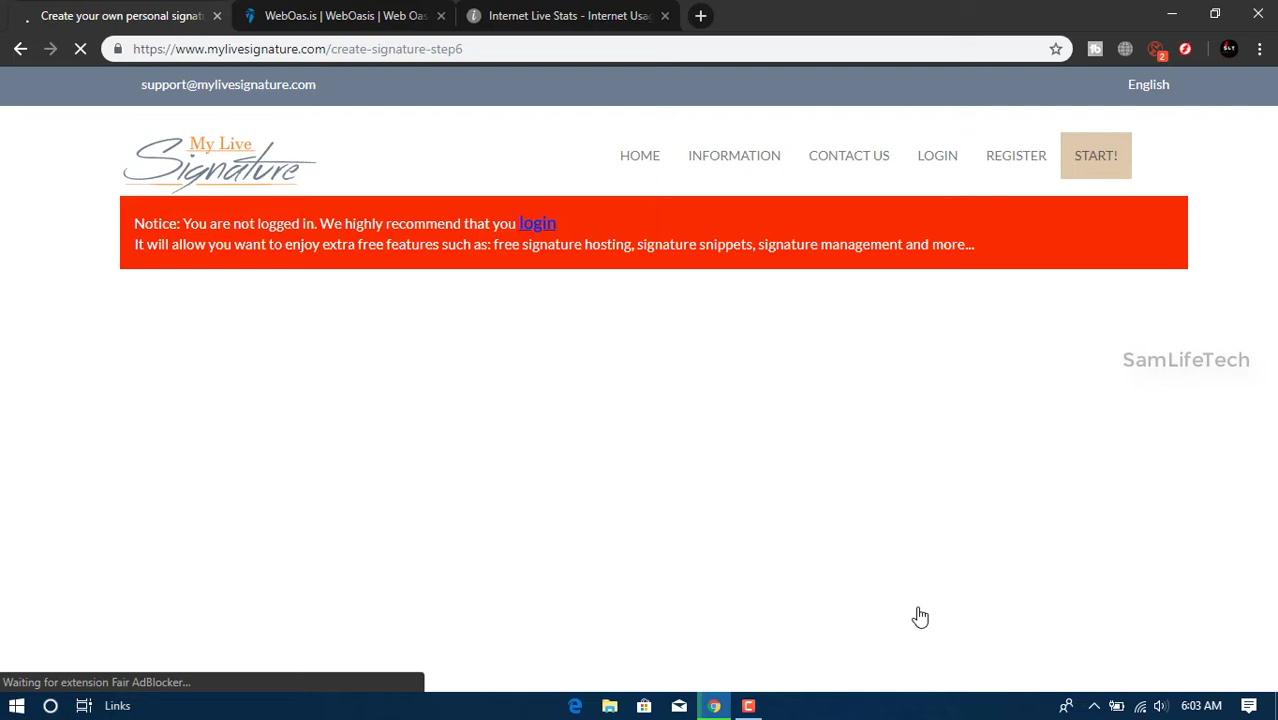 Create your own personal signat
WebOas.is | WebOasis | Web Oas
Internet Live Stats - Internet Usag
https://www.mylivesignature.com/create-signature-step6
2
SLT
support@mylivesignature.com
English
My Live
Signature
HOME
INFORMATION
CONTACT US
LOGIN
REGISTER
START!
Notice: You are not logged in. We highly recommend that you login
It will allow you want to enjoy extra free features such as: free signature hosting, signature snippets, signature management and more...
SamLifeTech
Waiting for extension Fair AdBlocker...
Links
6:03 AM